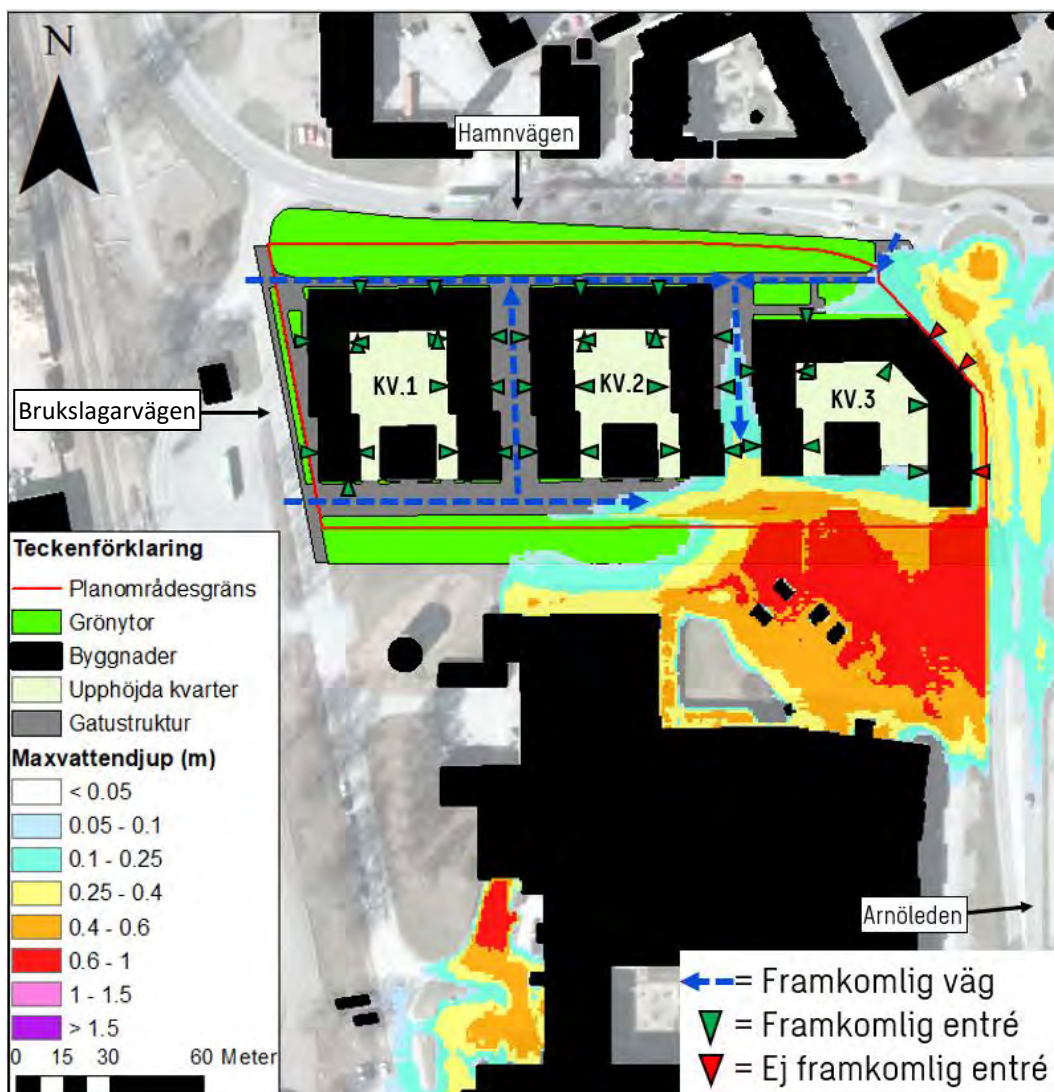 N
Hamnvägen
KV.1
KV.2
KV.3
Brukslagarvägen
Teckenförklaring
Planområdesgräns
Grönytor
Byggnader
Upphöjda kvarter
Gatustruktur
Maxvattendjup (m)
< 0.05
0.05 - 0.1
0.1 - 0.25
0.25 - 0.4
0.4 - 0.6
0.6 - 1
1 - 1.5
> 1.5
0 15 30 60 Meter
Arnöleden
= Framkomlig väg
= Framkomlig entré
= Ej framkomlig entré